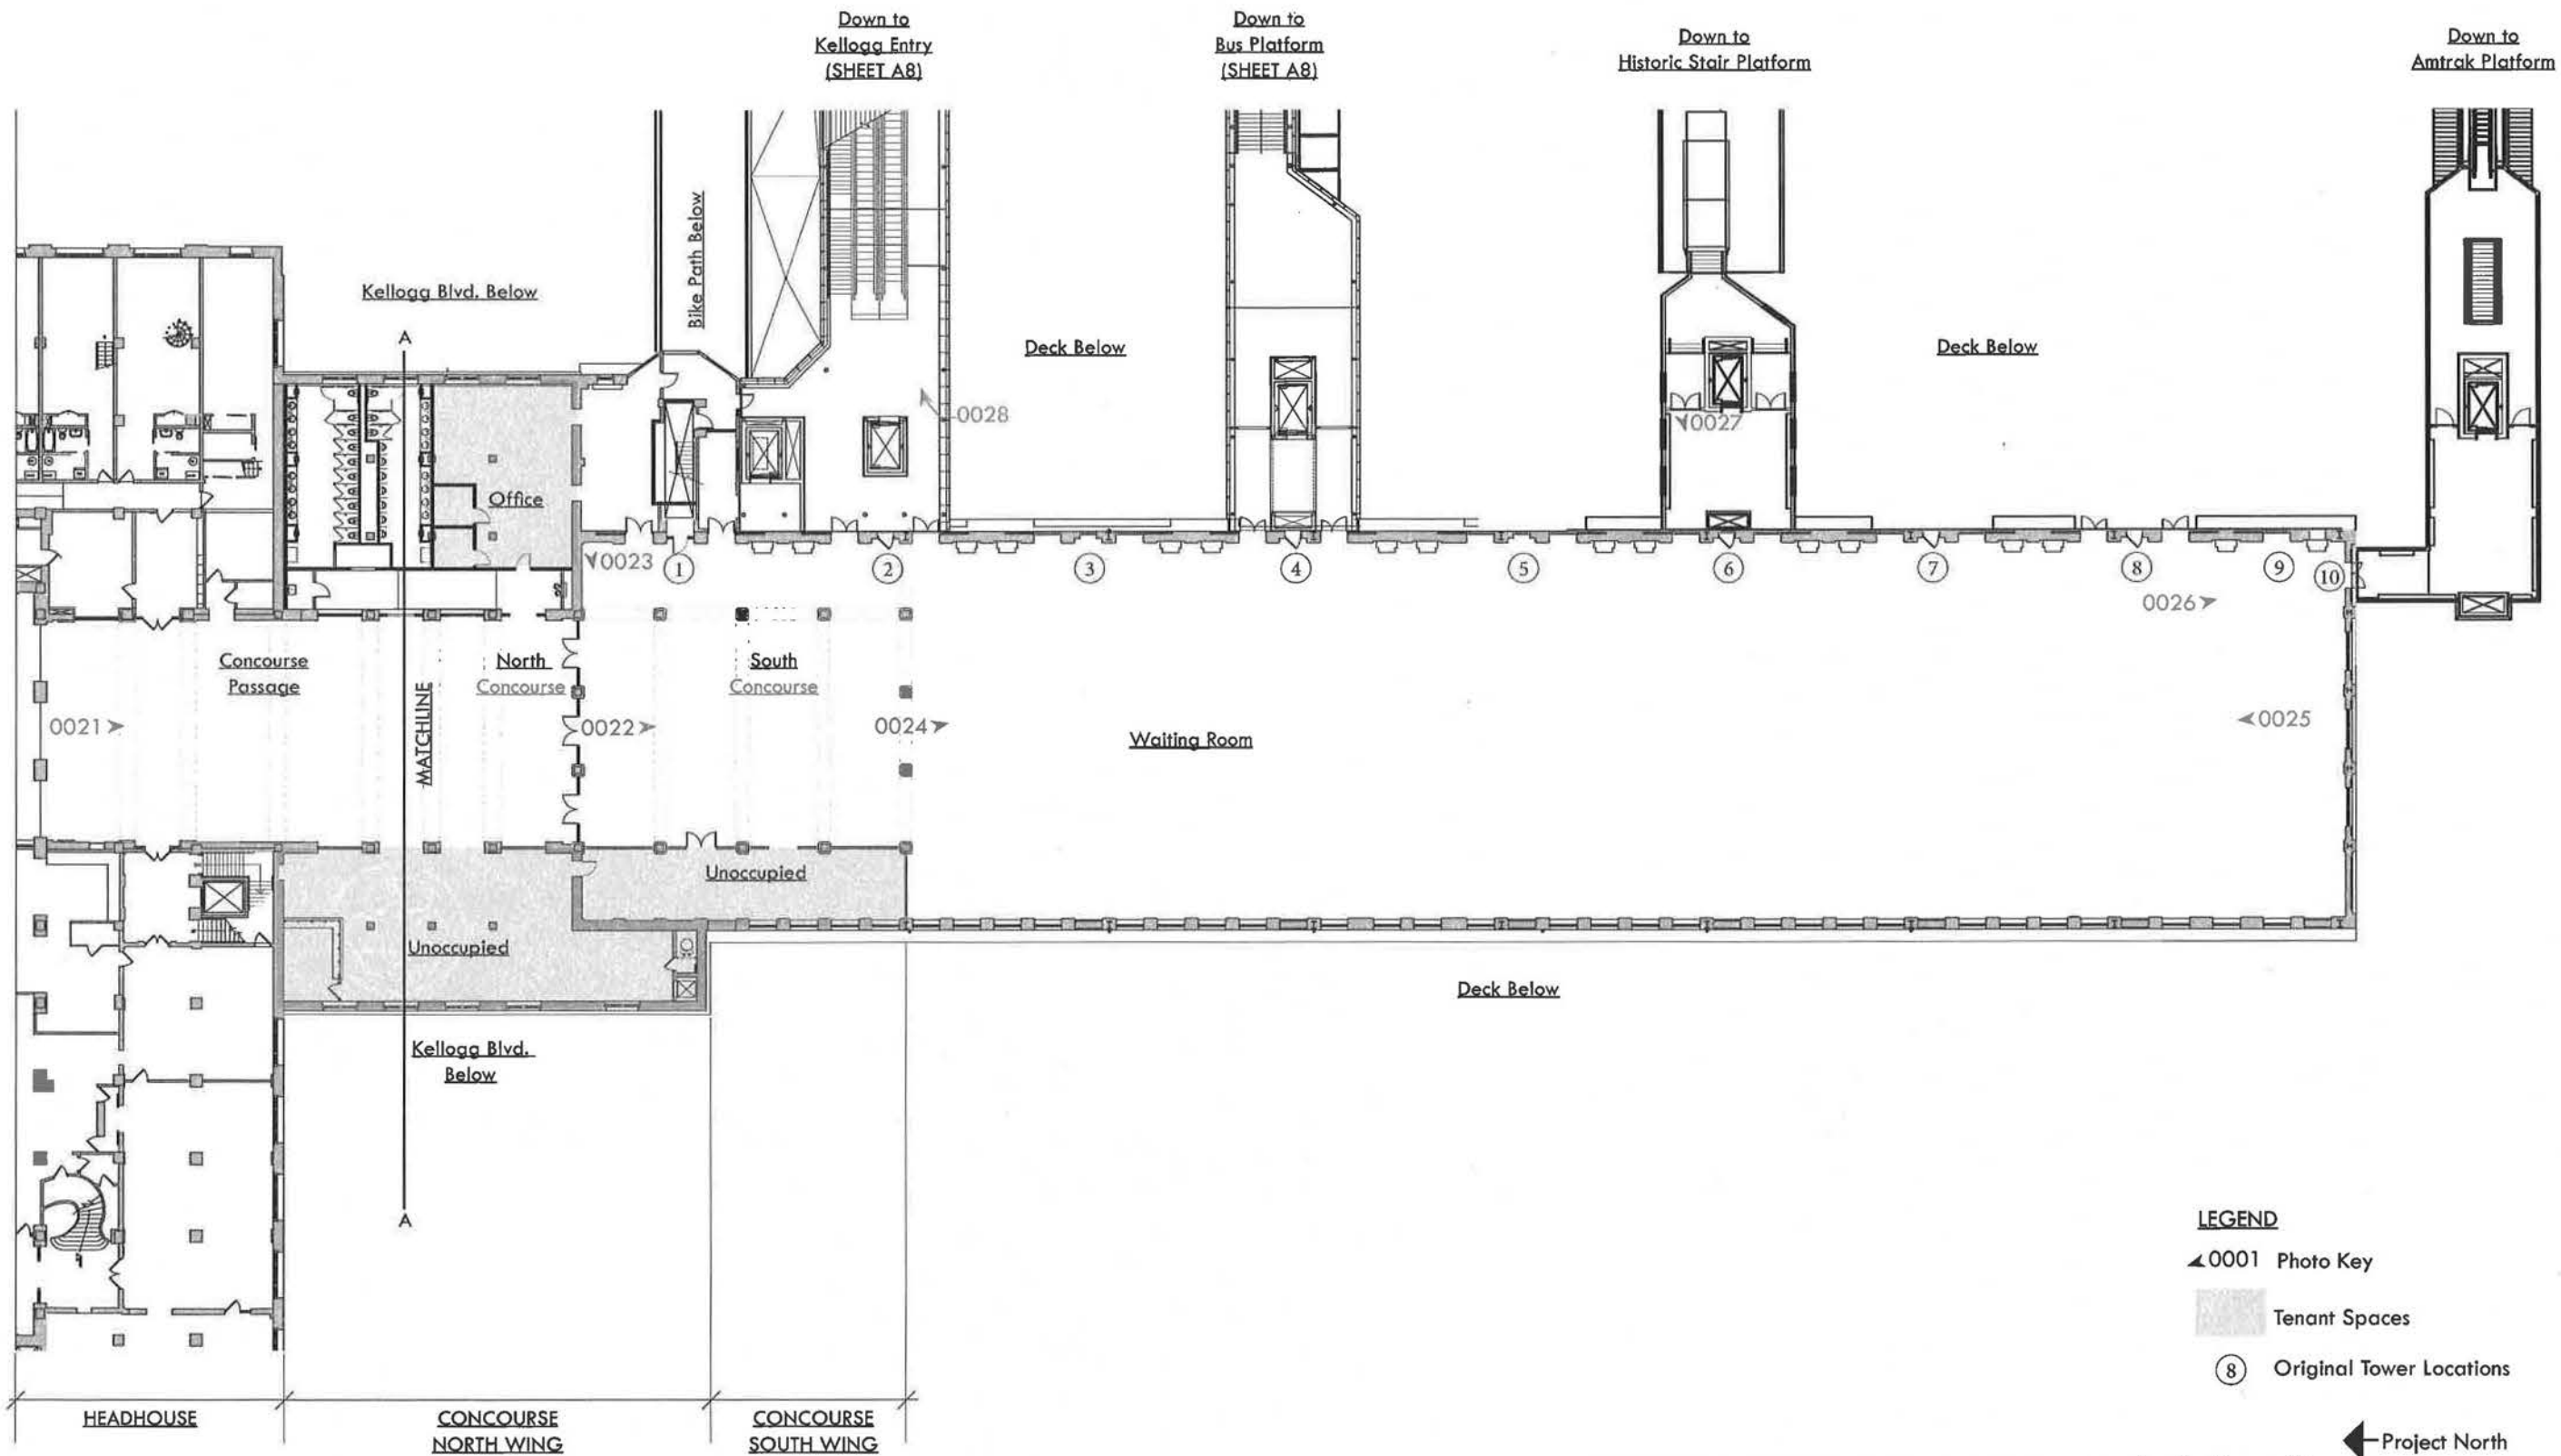 Down to
Kellogg Entry
(SHEET A8)
Down to
Bus Platform
(SHEET A8)
Down to
Historic Stair Platform
Down to
Amtrak Platform
Bike Path Below
Kellogg Blvd. Below
A
Deck Below
Deck Below
0028
0027
Office
0023
1
2
3
4
5
6
7
8
9
10
0026
Concourse
Passage
North
Concourse
South
Concourse
MATCHLINE
0021
0022
0024
Waiting Room
0025
Unoccupied
Unoccupied
Deck Below
Kellogg Blvd.
Below
A
LEGEND
0001 Photo Key
Tenant Spaces
8 Original Tower Locations
Project North
HEADHOUSE
CONCOURSE
NORTH WING
CONCOURSE
SOUTH WING